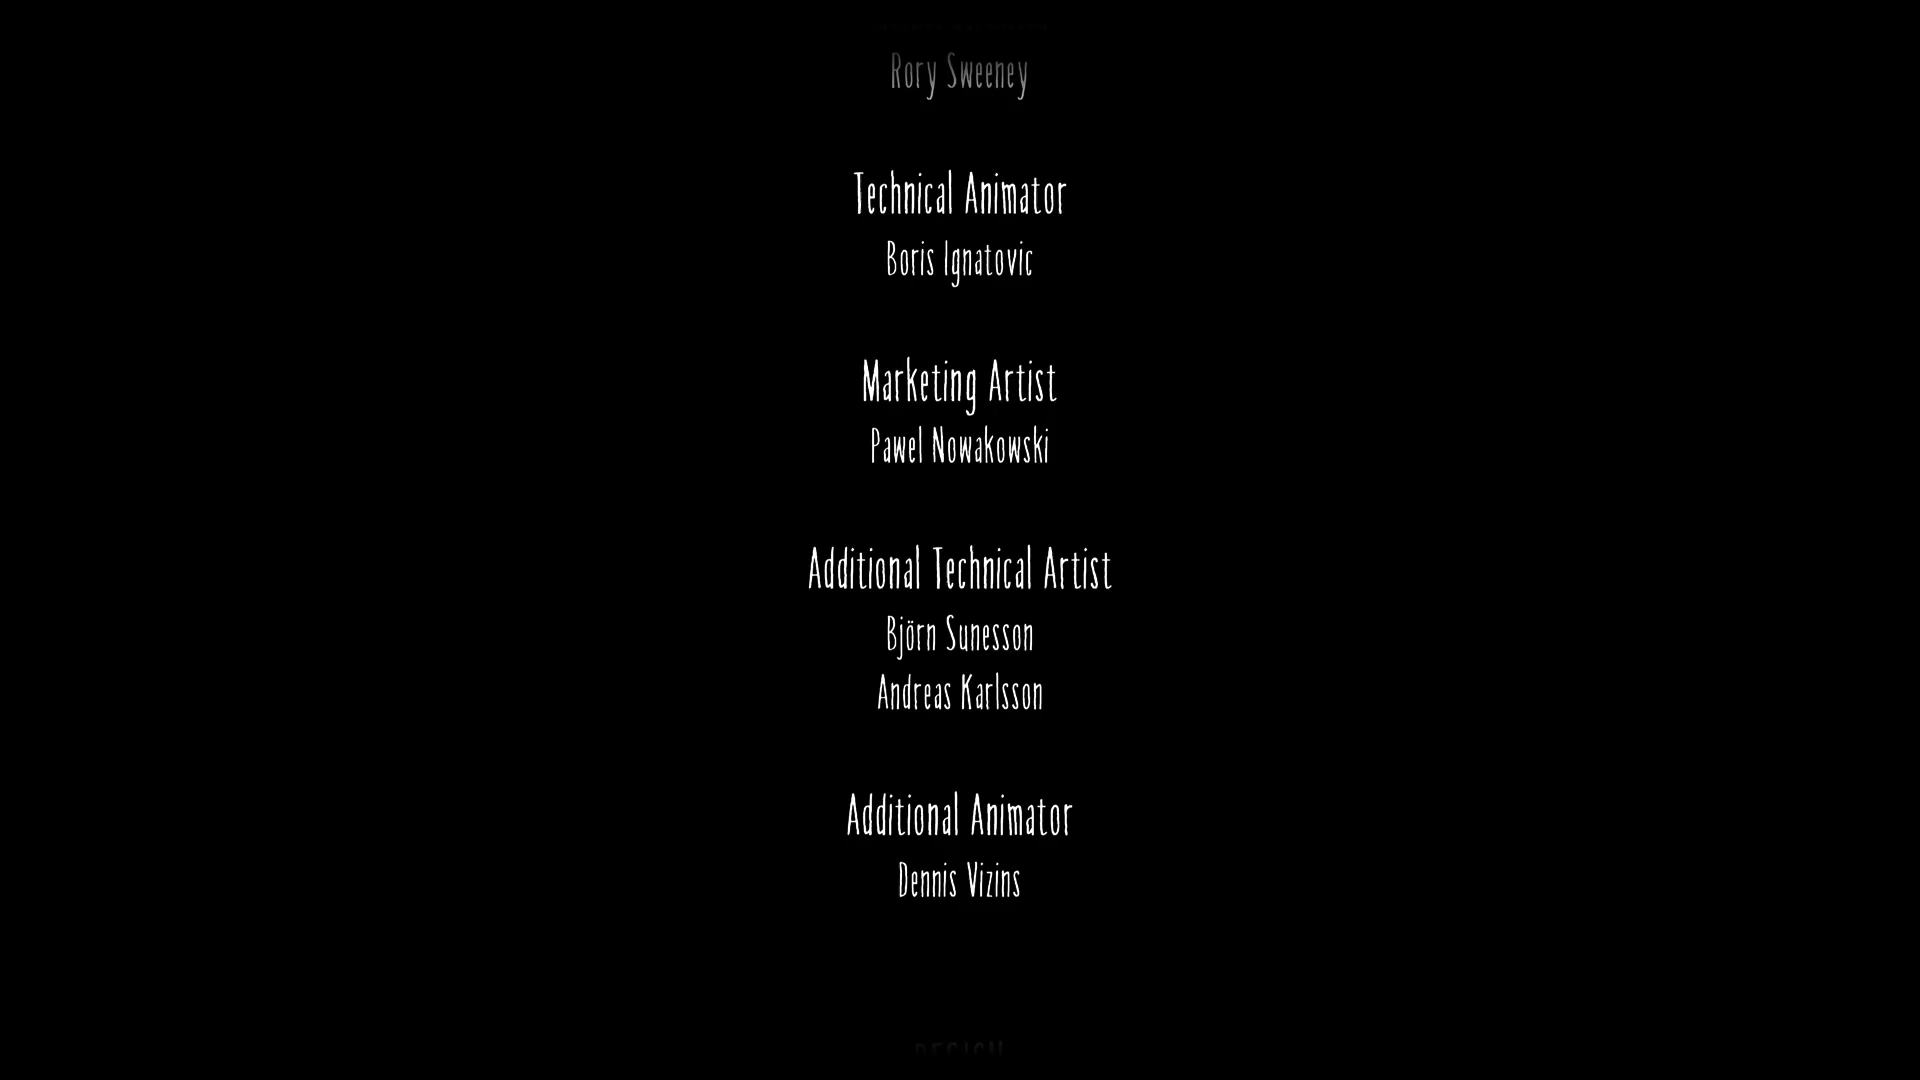 Rory Sweeney
Technical Animator
Boris Ignatovic
Marketing Artist
Pawel Nowakowski
Additional Technical Artist
Björn Sunesson
Andreas Karlsson
Additional Animator
Dennis Vizins
DESIGN